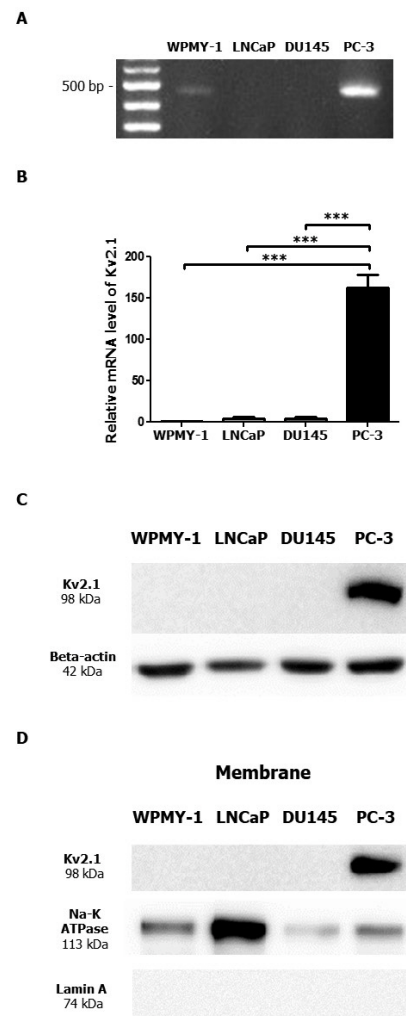 A
WPMY-1 LNCaP DU145 PC-3
500 bp -
B
***
***
***
Relative mRNA level of Kv2.1
200
150
100
50
0
WPMY-1 LNCaP DU145 PC-3
C
WPMY-1 LNCaP DU145 PC-3
Kv2.1
98 kDa
Beta-actin
42 kDa
D
Membrane
WPMY-1 LNCaP DU145 PC-3
Kv2.1
98 kDa
Na-K
ATPase
113 kDa
Lamin A
74 kDa